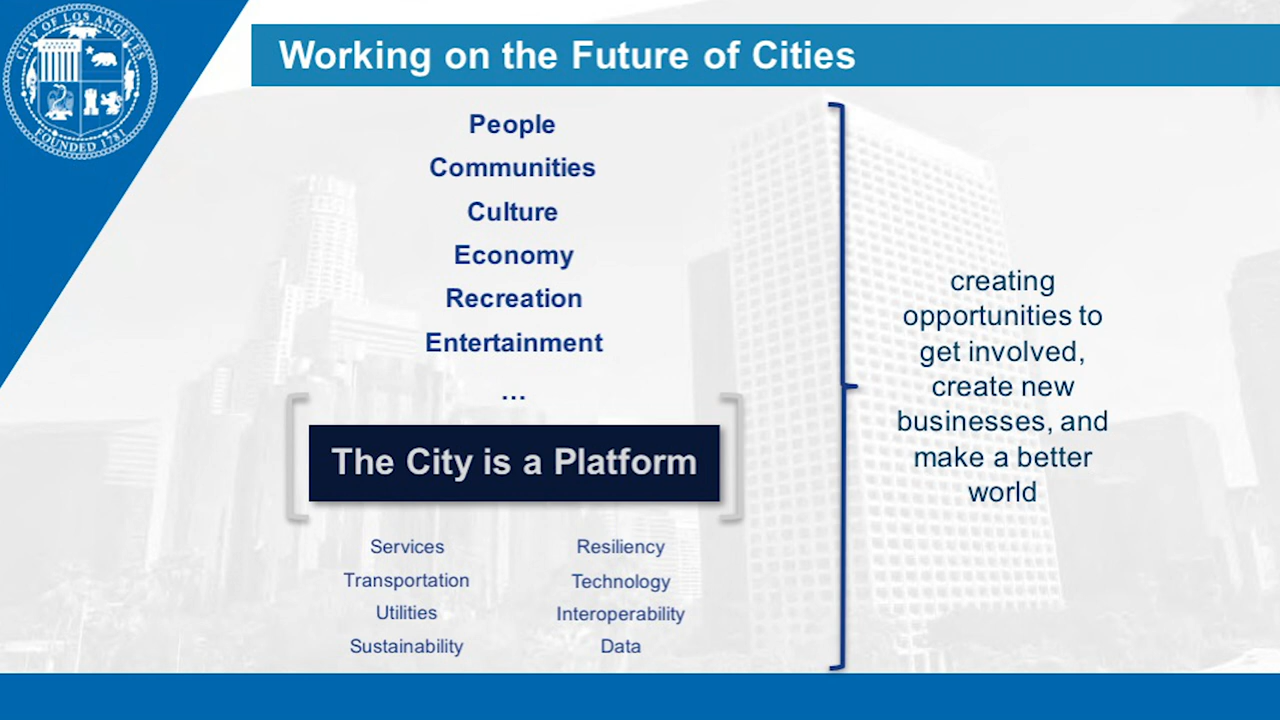 CITY OF LOS ANGELES
FOUNDED 1781
Working on the Future of Cities
People
Communities
Culture
Economy
Recreation
Entertainment
...
The City is a Platform
Services
Transportation
Utilities
Sustainability
Resiliency
Technology
Interoperability
Data
creating
opportunities to
get involved,
create new
businesses, and
make a better
world